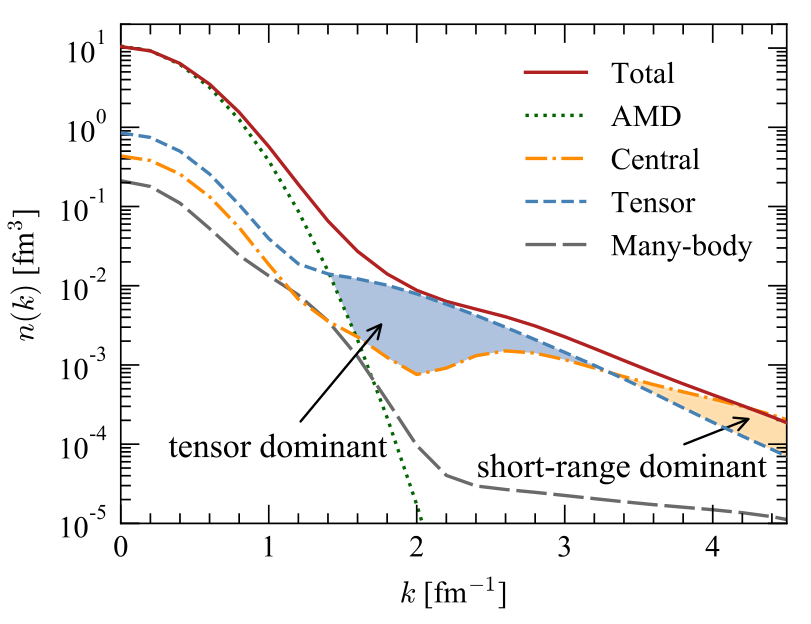 10^1
10^0
10^-1
10^-2
10^-3
10^-4
10^-5
n(k) [fm^3]
Total
AMD
Central
Tensor
Many-body
tensor dominant
short-range dominant
0 1 2 3 4
k [fm^-1]